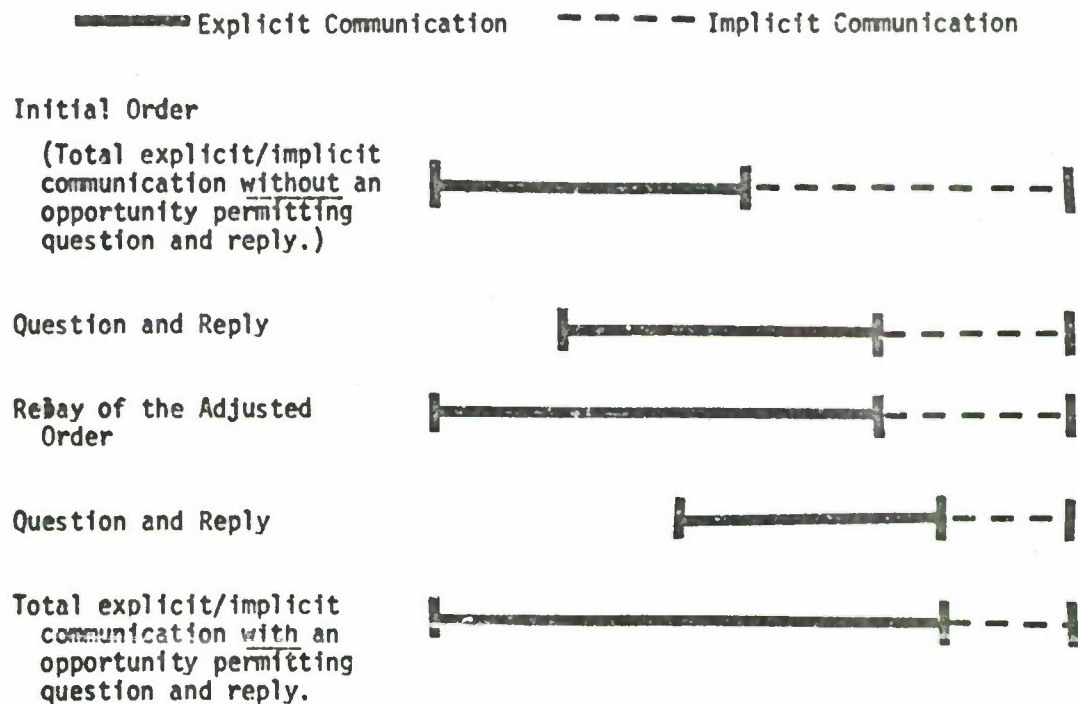 Explicit Communication Implicit Communication
Initial Order
(Total explicit/implicit
communication without an
opportunity permitting
question and reply.)
Question and Reply
Relay of the Adjusted
Order
Question and Reply
Total explicit/implicit
communication with an
opportunity permitting
question and reply.